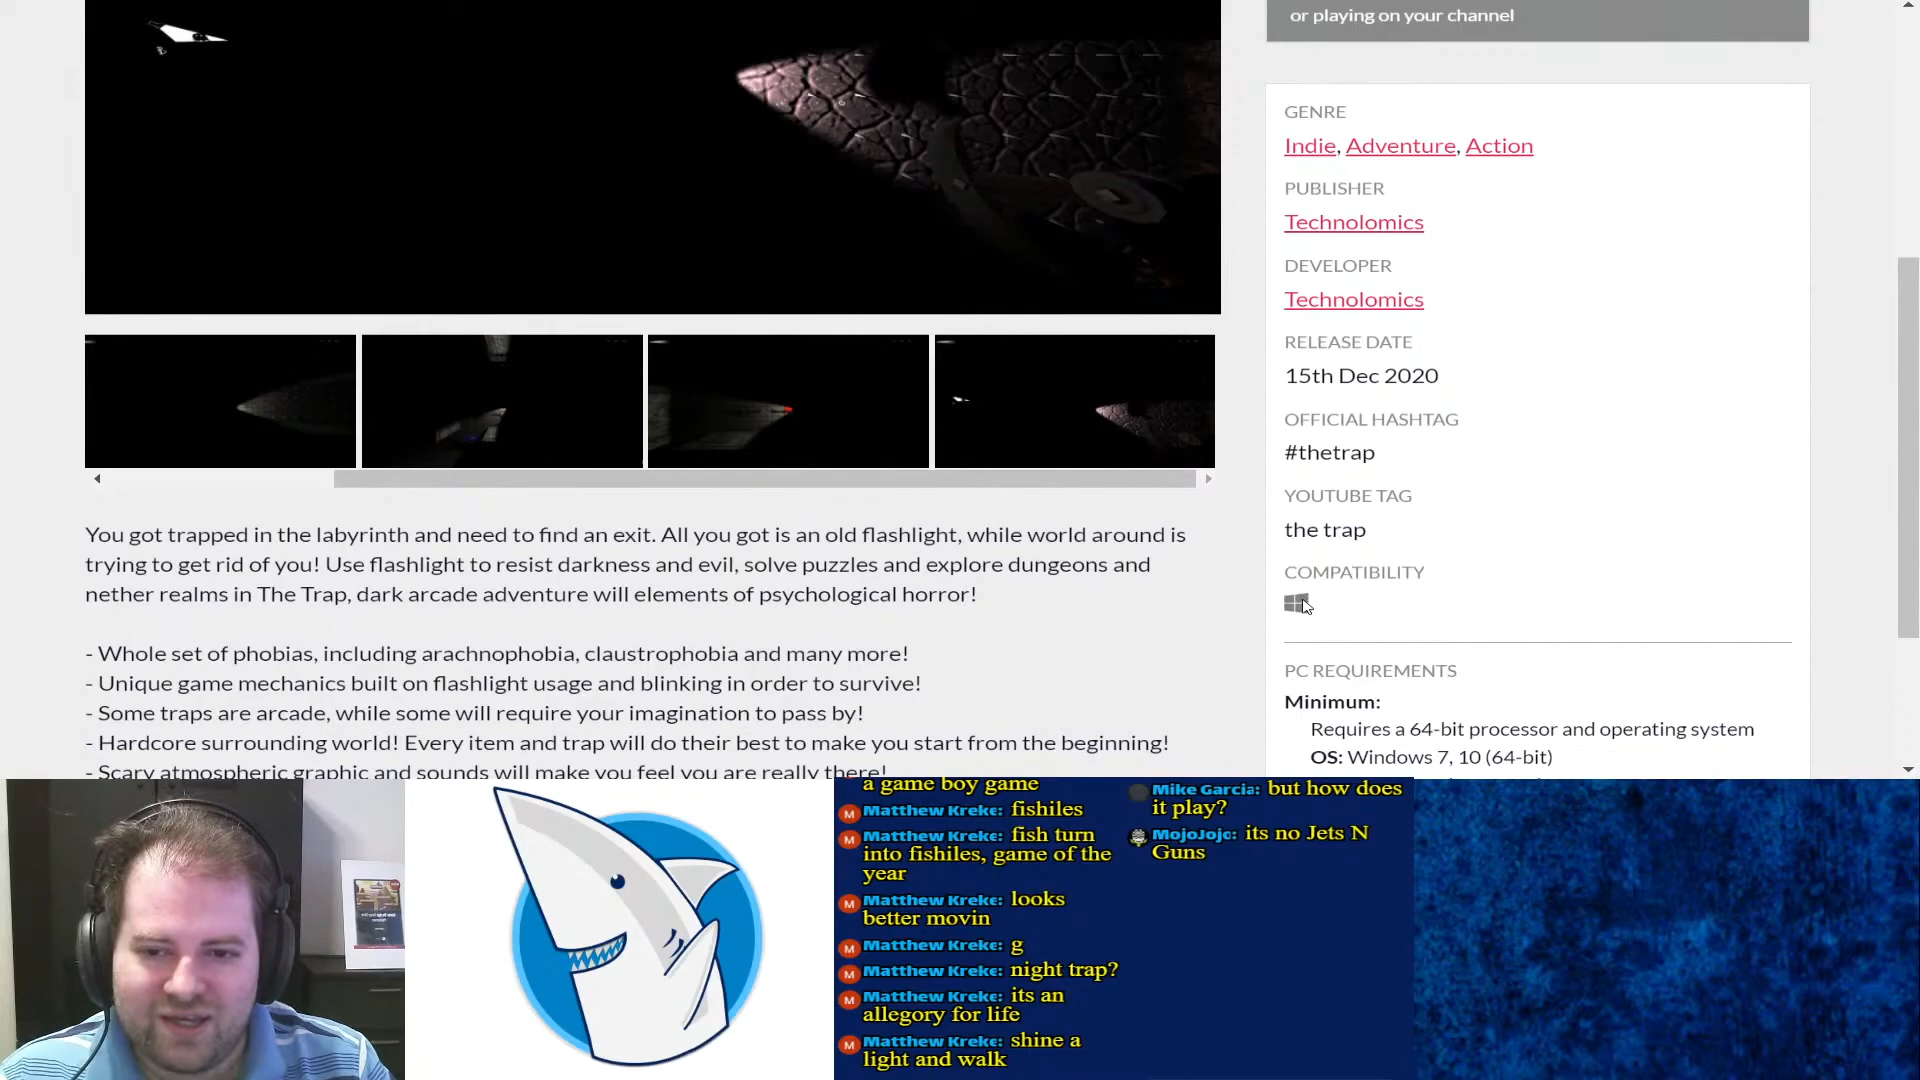 or playing on your channel
GENRE
Indie, Adventure, Action
PUBLISHER
Technolomics
DEVELOPER
Technolomics
RELEASE DATE
15th Dec 2020
OFFICIAL HASHTAG
#thetrap
YOUTUBE TAG
the trap
COMPATIBILITY
PC REQUIREMENTS
Minimum:
Requires a 64-bit processor and operating system
OS: Windows 7, 10 (64-bit)
You got trapped in the labyrinth and need to find an exit. All you got is an old flashlight, while world around is
trying to get rid of you! Use flashlight to resist darkness and evil, solve puzzles and explore dungeons and
nether realms in The Trap, dark arcade adventure will elements of psychological horror!
- Whole set of phobias, including arachnophobia, claustrophobia and many more!
- Unique game mechanics built on flashlight usage and blinking in order to survive!
- Some traps are arcade, while some will require your imagination to pass by!
- Hardcore surrounding world! Every item and trap will do their best to make you start from the beginning!
- Scary atmospheric graphic and sounds will make you feel you are really there!
a game boy game
M Matthew Kreke: fishiles
M Matthew Kreke: fish turn
into fishiles, game of the
year
M Matthew Kreke: looks
better movin
M Matthew Kreke: g
M Matthew Kreke: night trap?
M Matthew Kreke: its an
allegory for life
M Matthew Kreke: shine a
light and walk
Mike Garcia: but how does
it play?
MojoJojo: its no Jets N
Guns